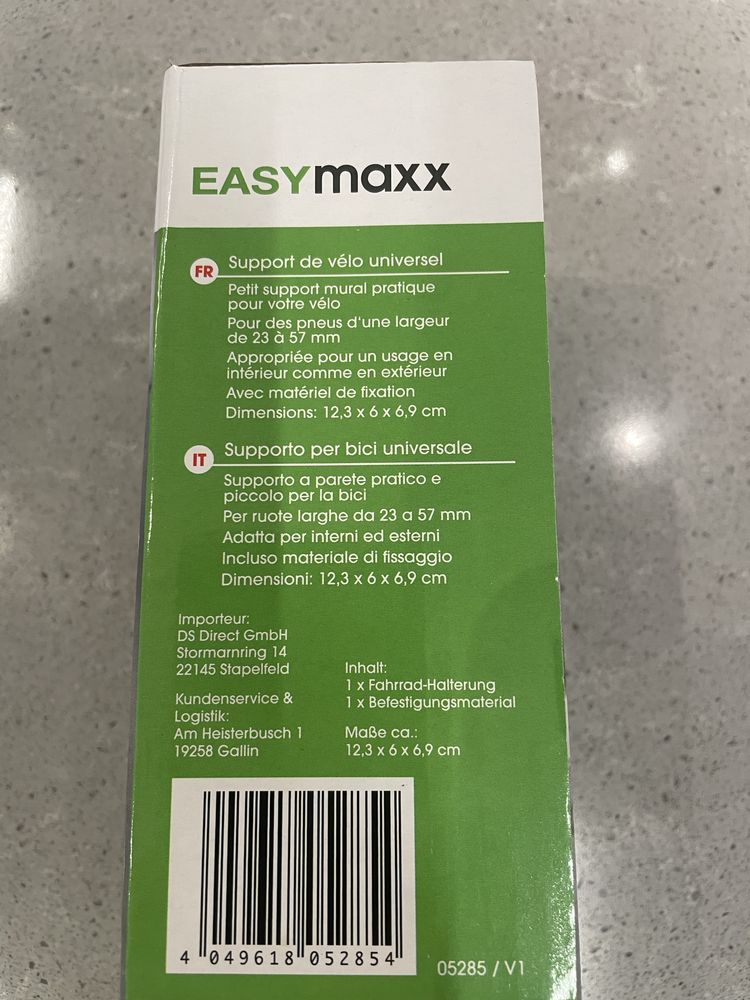 EASYmaxx
FR
Support de vélo universel
Petit support mural pratique
pour votre vélo
Pour des pneus d'une largeur
de 23 à 57 mm
Appropriée pour un usage en
intérieur comme en extérieur
Avec matériel de fixation
Dimensions: 12,3 x 6 x 6,9 cm
IT
Supporto per bici universale
Supporto a parete pratico e
piccolo per la bici
Per ruote larghe da 23 a 57 mm
Adatta per interni ed esterni
Incluso materiale di fissaggio
Dimensioni: 12,3 x 6 x 6,9 cm
Importeur:
DS Direct GmbH
Stormarnring 14
22145 Stapelfeld
Kundenservice &
Logistik:
Am Heisterbusch 1
19258 Gallin
Inhalt:
1 x Fahrrad-Halterung
1 x Befestigungsmaterial
Maße ca.:
12,3 x 6 x 6,9 cm
4 049618 052854
05285 / V1